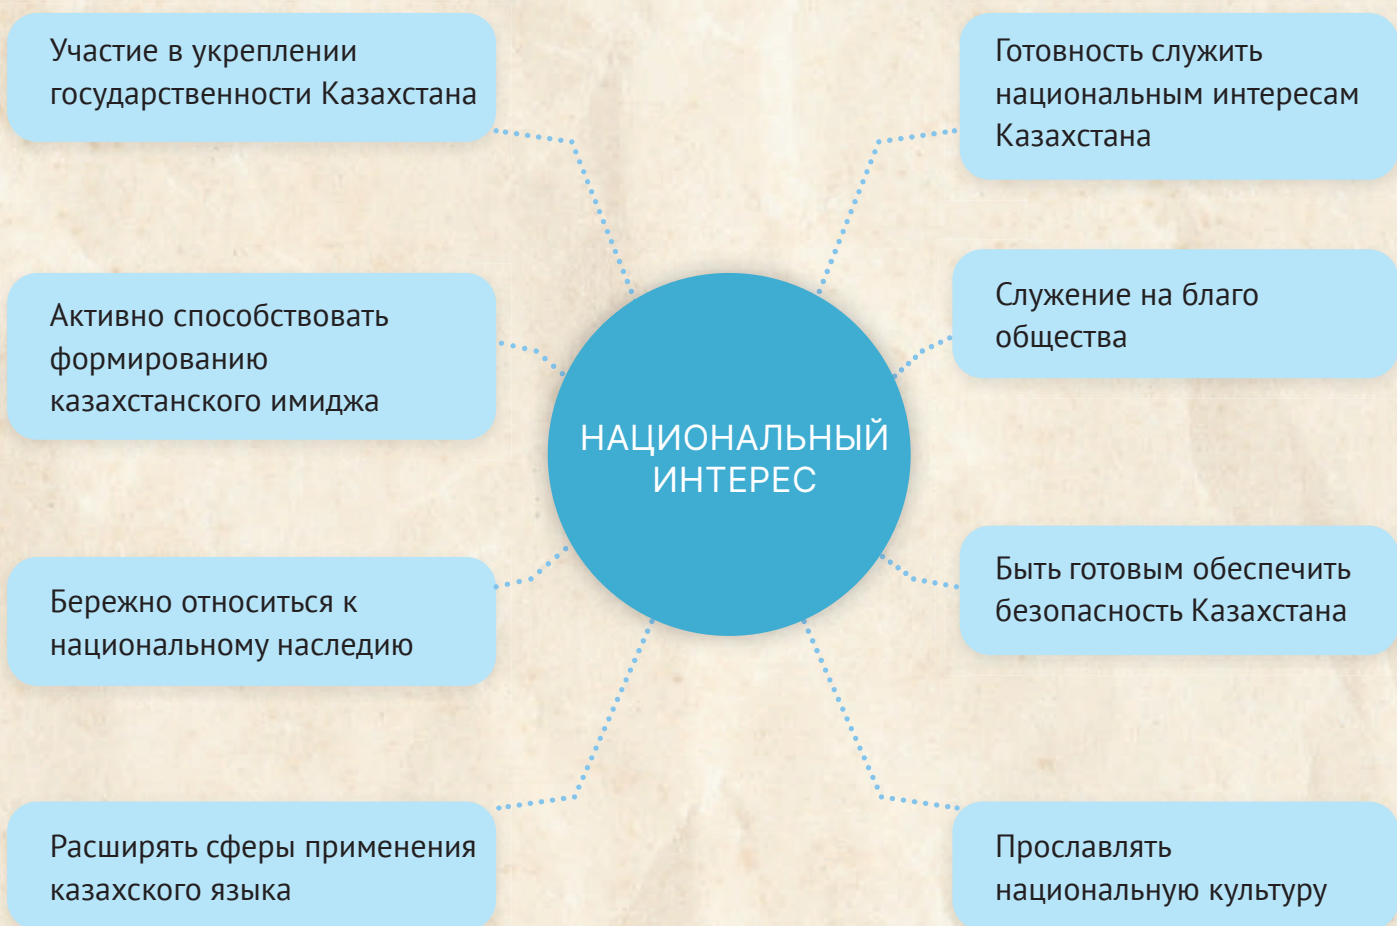 Участие в укреплении
государственности Казахстана
Активно способствовать
формированию
казахстанского имиджа
Бережно относиться к
национальному наследию
Расширять сферы применения
казахского языка
НАЦИОНАЛЬНЫЙ
ИНТЕРЕС
Готовность служить
национальным интересам
Казахстана
Служение на благо
общества
Быть готовым обеспечить
безопасность Казахстана
Прославлять
национальную культуру